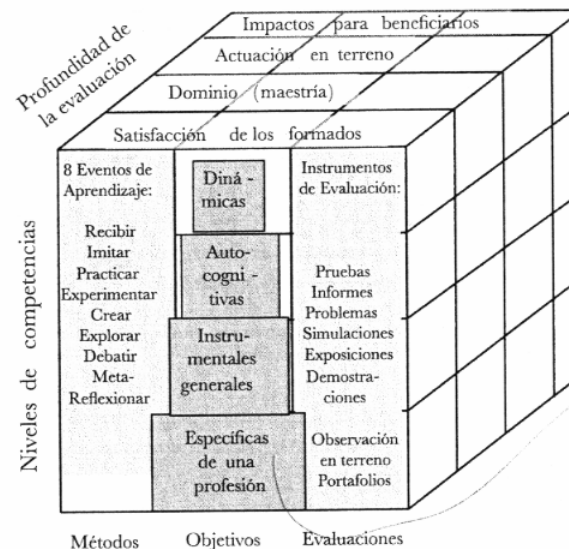 Profundidad de
la evaluación
Impactos para beneficiarios
Actuación en terreno
Dominio (maestría)
Satisfacción de los formados
Niveles de competencias
8 Eventos de
Aprendizaje:
Recibir
Imitar
Practicar
Experimentar
Crear
Explorar
Debatir
Meta-
Reflexionar
Diná -
micas
Auto-
cogni -
tivas
Instru-
mentales
generales
Específicas
de una
profesión
Instrumentos
de Evaluación:
Pruebas
Informes
Problemas
Simulaciones
Exposiciones
Demostra-
ciones
Observación
en terreno
Portafolios
Métodos
Objetivos
Evaluaciones